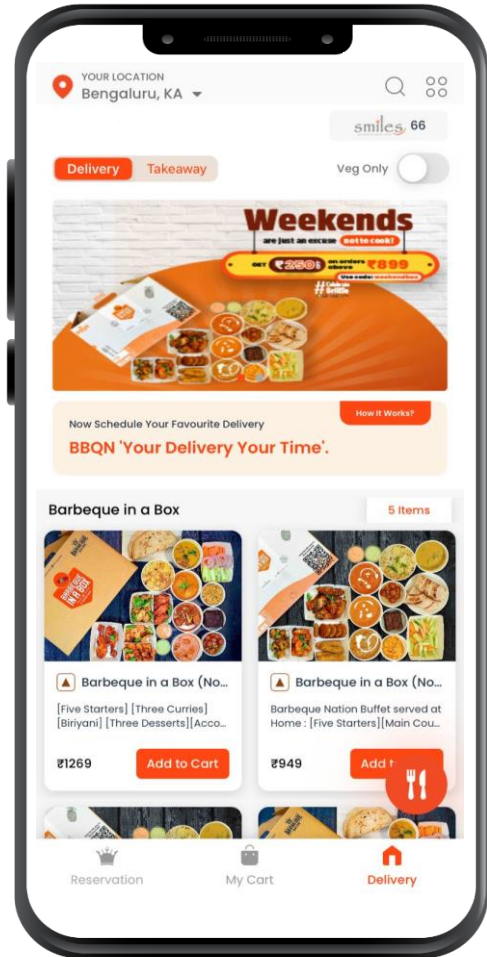 YOUR LOCATION
Bengaluru, KA
smiles 66
Delivery Takeaway
Veg Only
Weekends
are just an excuse not to cook!
GET ₹250 on orders above ₹899
Use code: weekendbox
Now Schedule Your Favourite Delivery
How It Works?
BBQN 'Your Delivery Your Time'.
Barbeque in a Box
5 Items
Barbeque in a Box (No...
[Five Starters] [Three Curries]
[Biriyani] [Three Desserts][Acco...
₹1269
Add to Cart
Barbeque in a Box (No...
Barbeque Nation Buffet served at
Home : [Five Starters][Main Cou...
₹949
Add t
Reservation
My Cart
Delivery